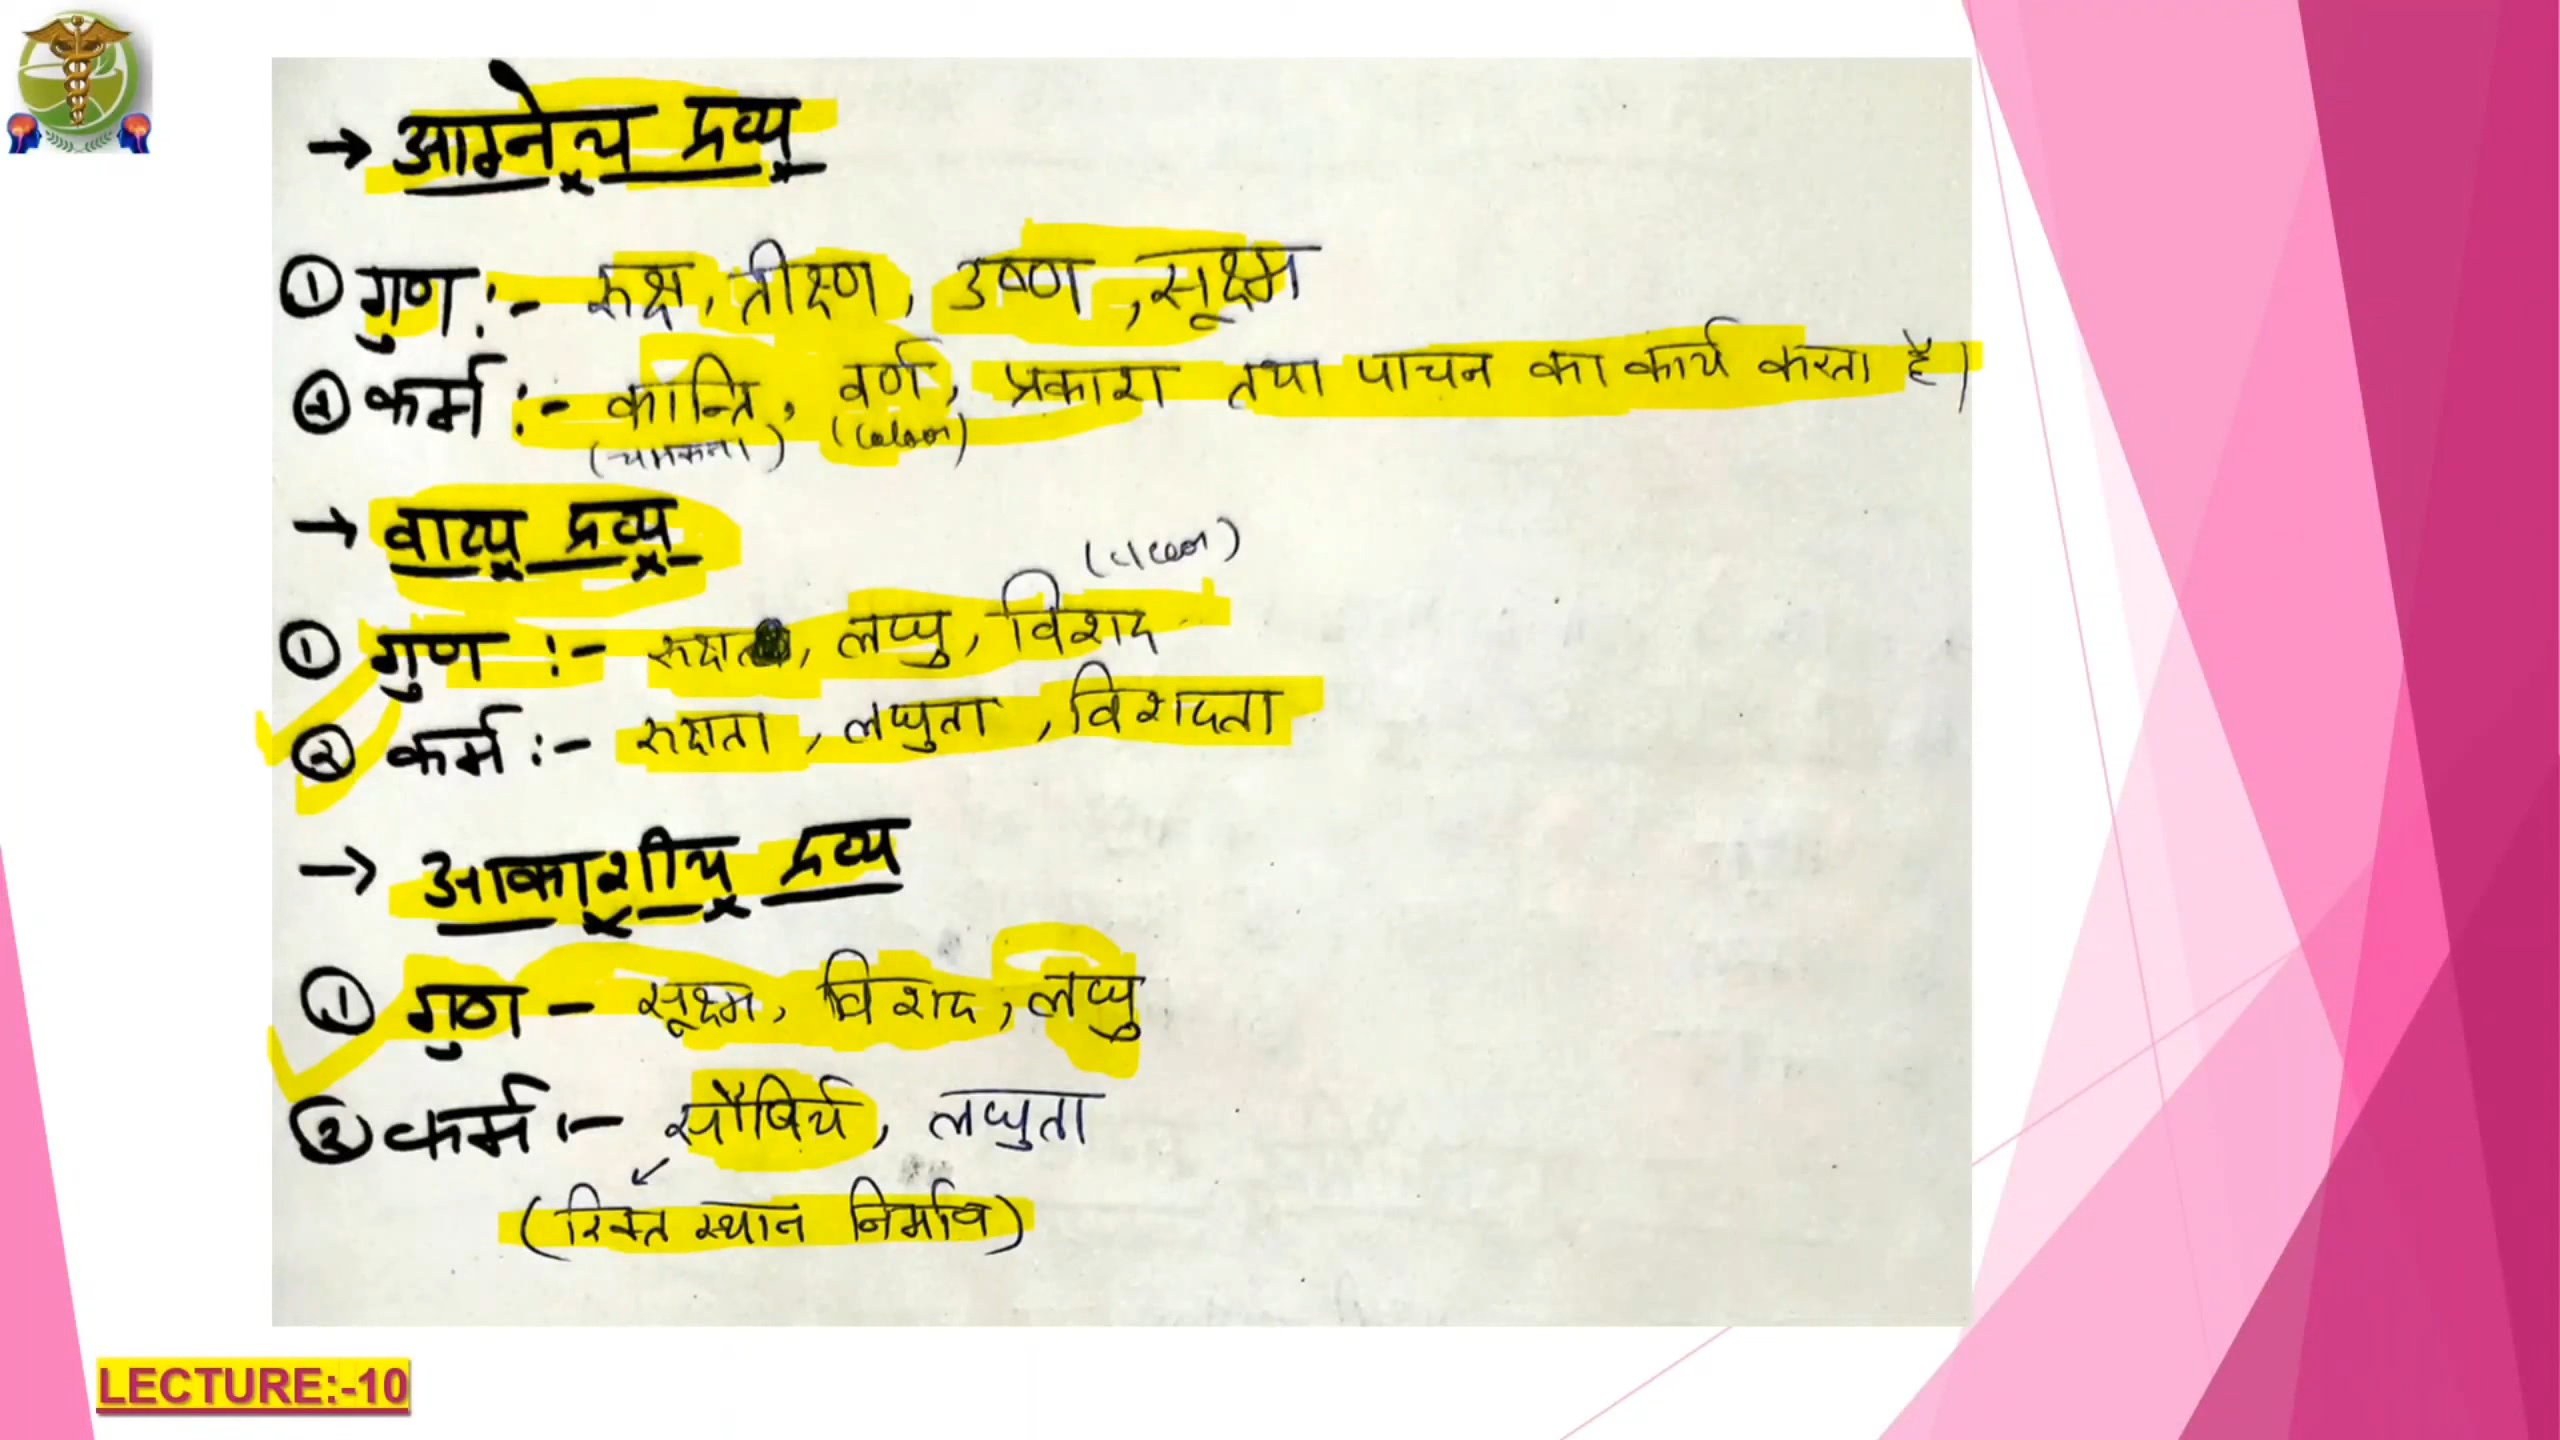 → आग्नेय द्रव्य
① गुण :- रूक्ष, तीक्ष्ण, उष्ण, सूक्ष्म
② कर्म :- कान्ति, वर्ण, प्रकाश तथा पाचन का कार्य करता है।
(चमकना) (colour)
→ वायव्य द्रव्य
(clear)
① गुण :- रूक्ष, लघु, विशद
② कर्म :- रूक्षता, लघुता, विशदता
→ आकाशीय द्रव्य
① गुण - सूक्ष्म, विशद, लघु
② कर्म :- सौषिर्य, लघुता
(रिक्त स्थान निर्माण)
LECTURE:-10